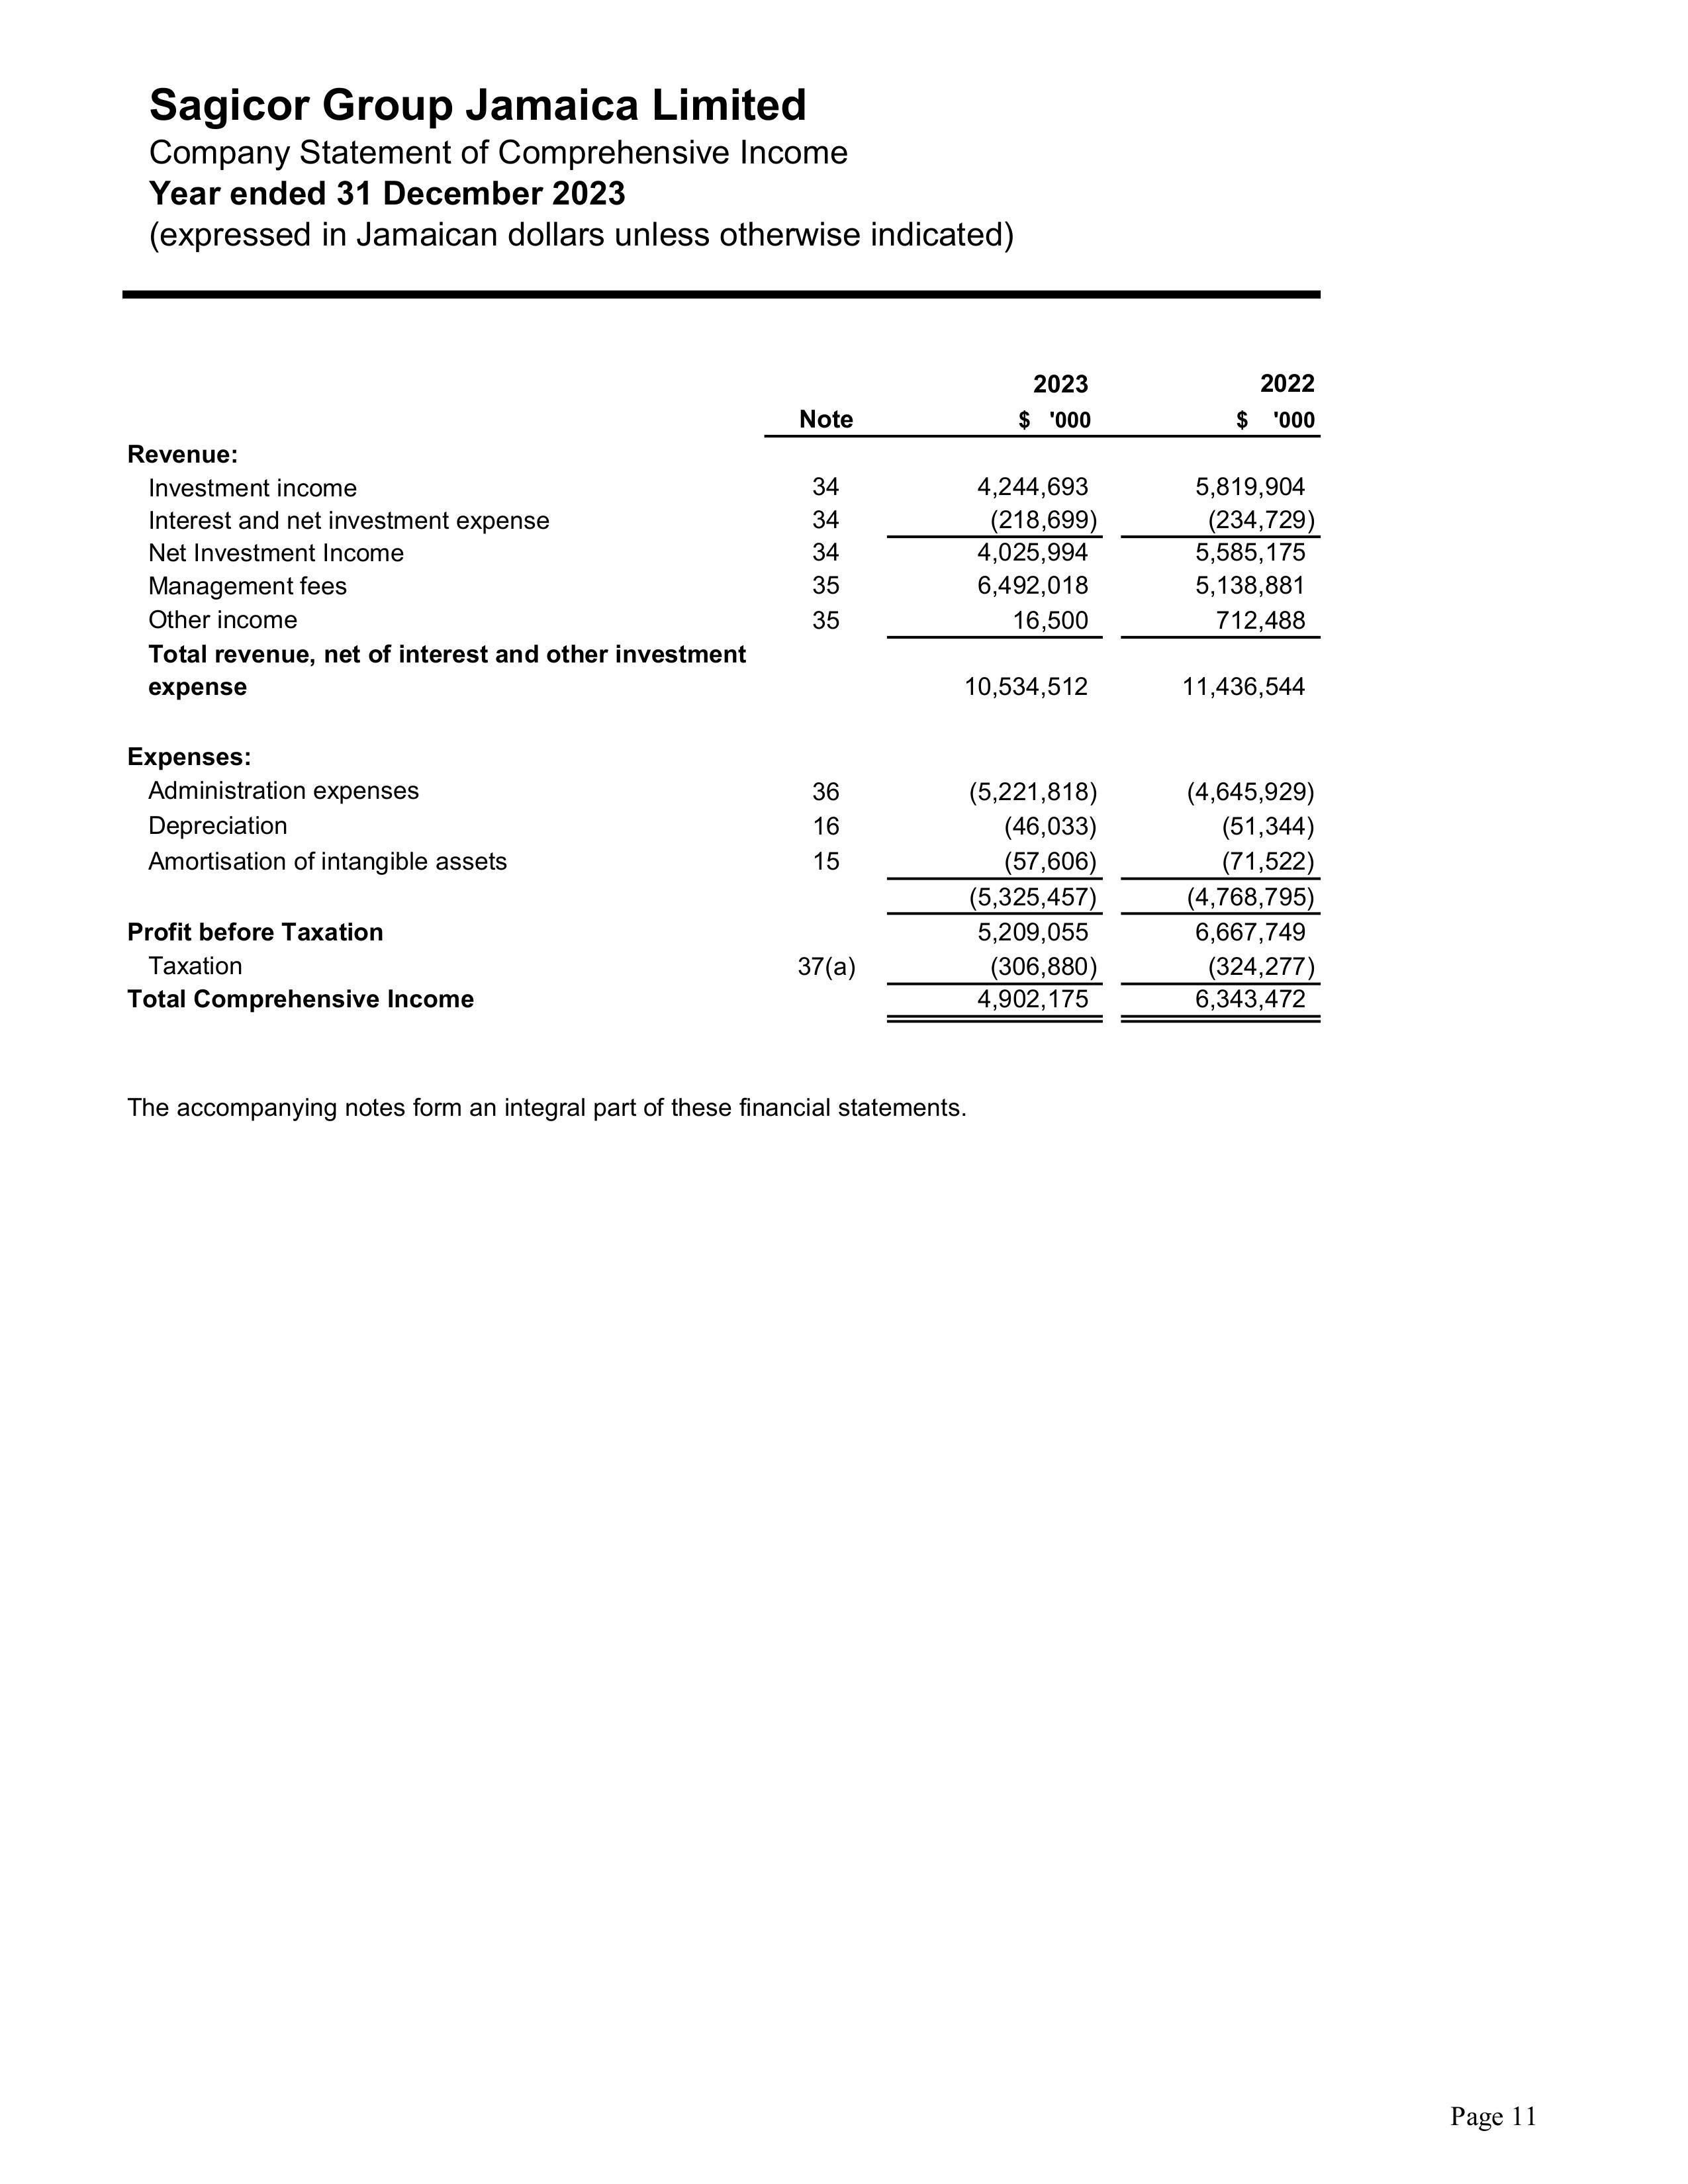 Sagicor Group Jamaica Limited
Company Statement of Comprehensive Income
Year ended 31 December 2023
(expressed in Jamaican dollars unless otherwise indicated)
2023 2022
Note $ '000 $ '000
Revenue:
Investment income 34 4,244,693 5,819,904
Interest and net investment expense 34 (218,699) (234,729)
Net Investment Income 34 4,025,994 5,585,175
Management fees 35 6,492,018 5,138,881
Other income 35 16,500 712,488
Total revenue, net of interest and other investment
expense 10,534,512 11,436,544
Expenses:
Administration expenses 36 (5,221,818) (4,645,929)
Depreciation 16 (46,033) (51,344)
Amortisation of intangible assets 15 (57,606) (71,522)
(5,325,457) (4,768,795)
Profit before Taxation 5,209,055 6,667,749
Taxation 37(a) (306,880) (324,277)
Total Comprehensive Income 4,902,175 6,343,472
The accompanying notes form an integral part of these financial statements.
Page 11